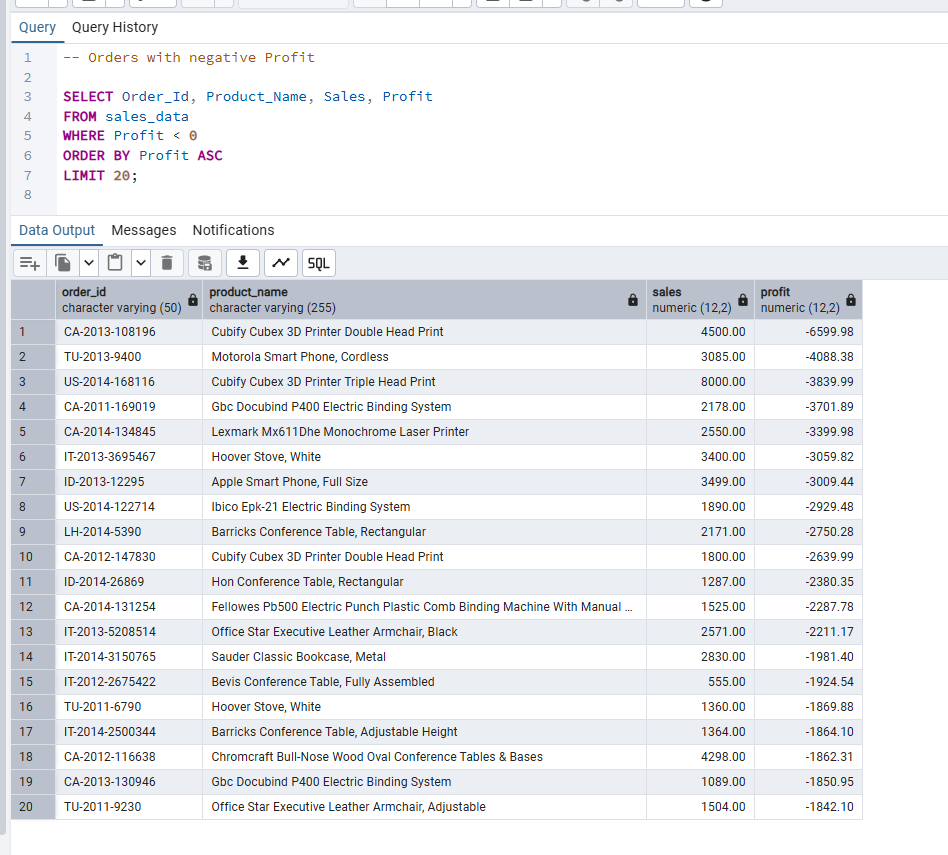 Query Query History
1 -- Orders with negative Profit
2
3 SELECT Order_Id, Product_Name, Sales, Profit
4 FROM sales_data
5 WHERE Profit < 0
6 ORDER BY Profit ASC
7 LIMIT 20;
8
Data Output Messages Notifications
SQL
order_id product_name sales profit
character varying (50) character varying (255) numeric (12,2) numeric (12,2)
1 CA-2013-108196 Cubify Cubex 3D Printer Double Head Print 4500.00 -6599.98
2 TU-2013-9400 Motorola Smart Phone, Cordless 3085.00 -4088.38
3 US-2014-168116 Cubify Cubex 3D Printer Triple Head Print 8000.00 -3839.99
4 CA-2011-169019 Gbc Docubind P400 Electric Binding System 2178.00 -3701.89
5 CA-2014-134845 Lexmark Mx611Dhe Monochrome Laser Printer 2550.00 -3399.98
6 IT-2013-3695467 Hoover Stove, White 3400.00 -3059.82
7 ID-2013-12295 Apple Smart Phone, Full Size 3499.00 -3009.44
8 US-2014-122714 Ibico Epk-21 Electric Binding System 1890.00 -2929.48
9 LH-2014-5390 Barricks Conference Table, Rectangular 2171.00 -2750.28
10 CA-2012-147830 Cubify Cubex 3D Printer Double Head Print 1800.00 -2639.99
11 ID-2014-26869 Hon Conference Table, Rectangular 1287.00 -2380.35
12 CA-2014-131254 Fellowes Pb500 Electric Punch Plastic Comb Binding Machine With Manual ... 1525.00 -2287.78
13 IT-2013-5208514 Office Star Executive Leather Armchair, Black 2571.00 -2211.17
14 IT-2014-3150765 Sauder Classic Bookcase, Metal 2830.00 -1981.40
15 IT-2012-2675422 Bevis Conference Table, Fully Assembled 555.00 -1924.54
16 TU-2011-6790 Hoover Stove, White 1360.00 -1869.88
17 IT-2014-2500344 Barricks Conference Table, Adjustable Height 1364.00 -1864.10
18 CA-2012-116638 Chromcraft Bull-Nose Wood Oval Conference Tables & Bases 4298.00 -1862.31
19 CA-2013-130946 Gbc Docubind P400 Electric Binding System 1089.00 -1850.95
20 TU-2011-9230 Office Star Executive Leather Armchair, Adjustable 1504.00 -1842.10